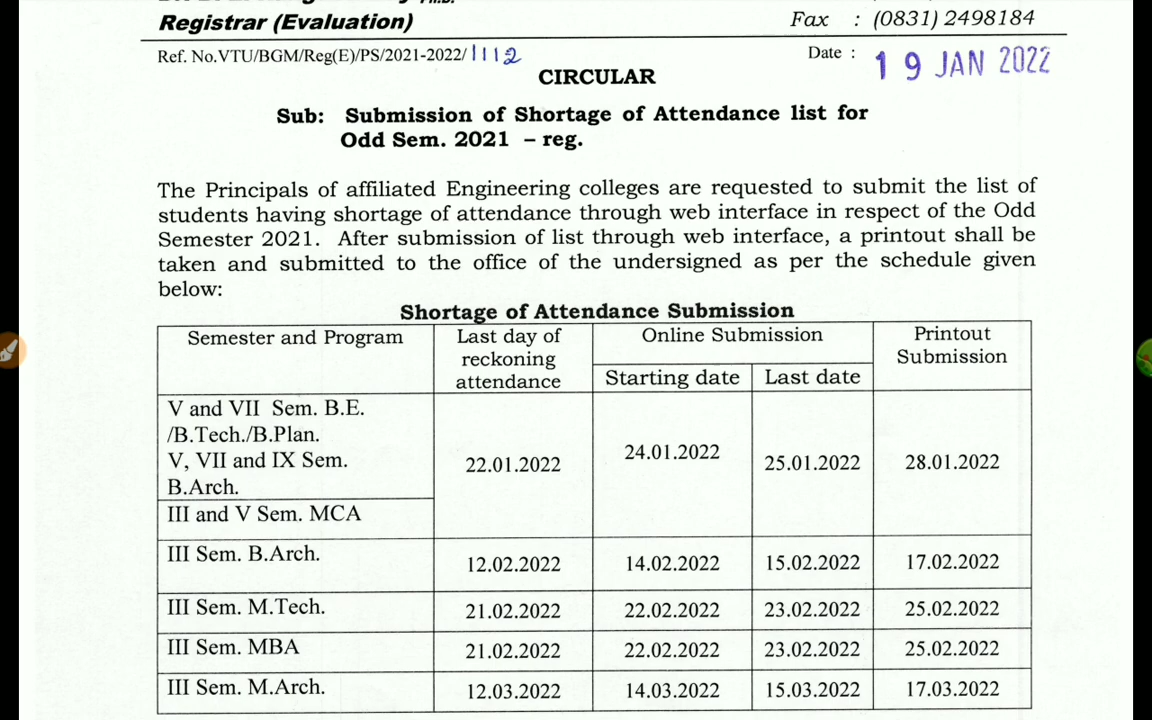 Registrar (Evaluation)
Fax : (0831) 2498184
Ref. No.VTU/BGM/Reg(E)/PS/2021-2022/1112
Date : 19 JAN 2022
CIRCULAR
Sub: Submission of Shortage of Attendance list for
Odd Sem. 2021 – reg.
The Principals of affiliated Engineering colleges are requested to submit the list of
students having shortage of attendance through web interface in respect of the Odd
Semester 2021. After submission of list through web interface, a printout shall be
taken and submitted to the office of the undersigned as per the schedule given
below:
Shortage of Attendance Submission
Semester and Program
Last day of
reckoning
attendance
Online Submission
Starting date
Last date
Printout
Submission
V and VII Sem. B.E.
/B.Tech./B.Plan.
V, VII and IX Sem.
B.Arch.
III and V Sem. MCA
22.01.2022
24.01.2022
25.01.2022
28.01.2022
III Sem. B.Arch.
12.02.2022
14.02.2022
15.02.2022
17.02.2022
III Sem. M.Tech.
21.02.2022
22.02.2022
23.02.2022
25.02.2022
III Sem. MBA
21.02.2022
22.02.2022
23.02.2022
25.02.2022
III Sem. M.Arch.
12.03.2022
14.03.2022
15.03.2022
17.03.2022